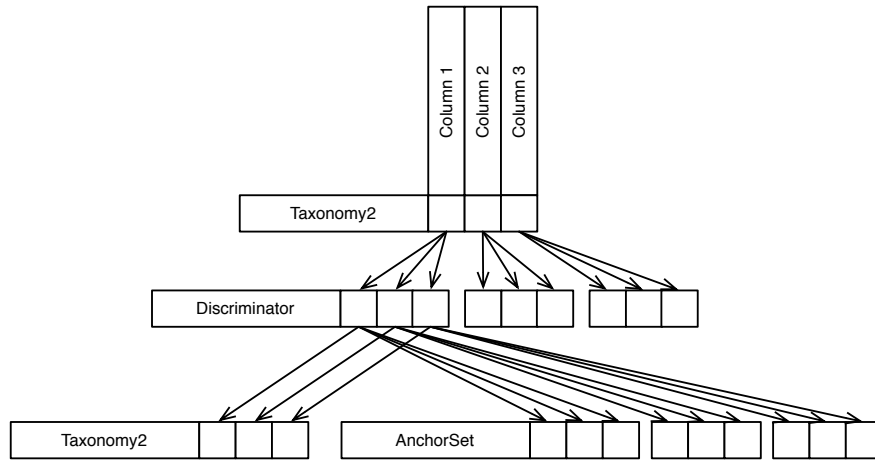 Column 1
Column 2
Column 3
Taxonomy2
Discriminator
Taxonomy2
AnchorSet